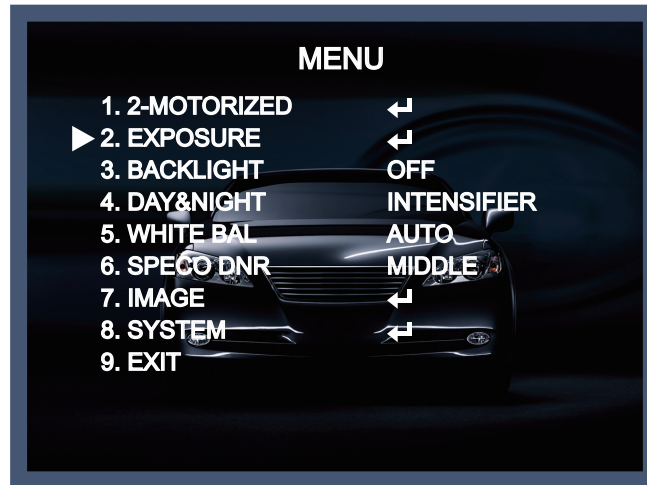 MENU
1. 2-MOTORIZED ↵
▶ 2. EXPOSURE ↵
3. BACKLIGHT OFF
4. DAY&NIGHT INTENSIFIER
5. WHITE BAL AUTO
6. SPECO DNR MIDDLE
7. IMAGE ↵
8. SYSTEM ↵
9. EXIT